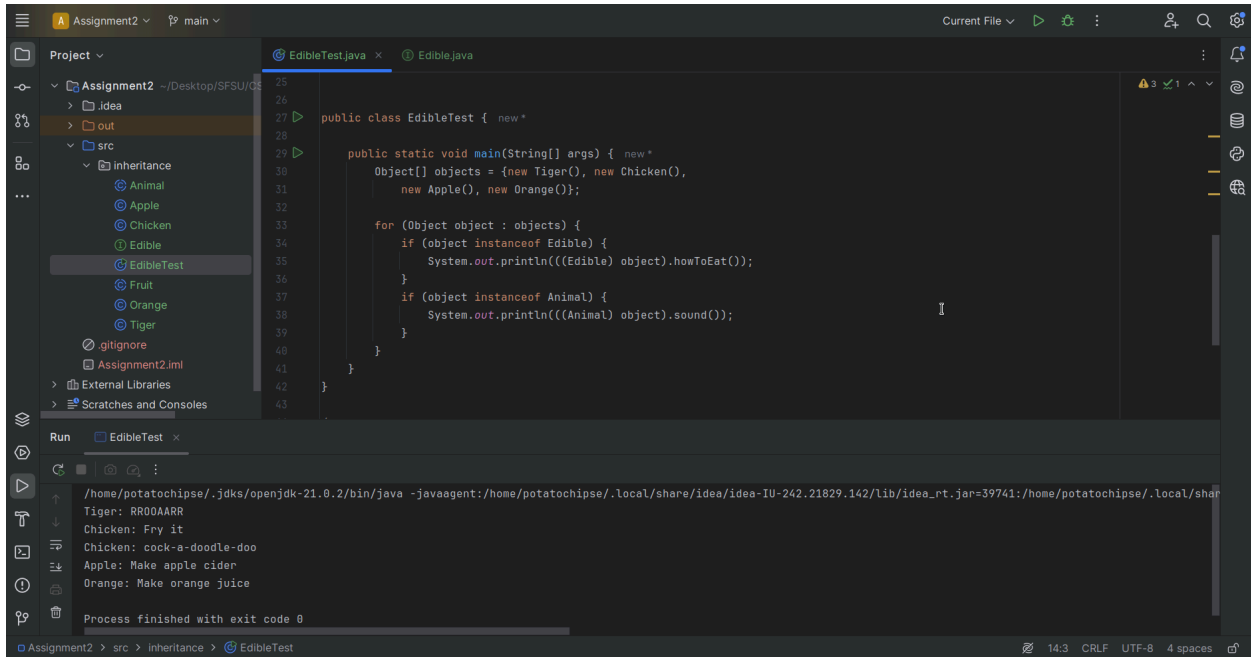 A Assignment2 main Current File
Project
EdibleTest.java
Edible.java
Assignment2 ~/Desktop/SFSU/CS
.idea
out
src
inheritance
Animal
Apple
Chicken
Edible
EdibleTest
Fruit
Orange
Tiger
.gitignore
Assignment2.iml
External Libraries
Scratches and Consoles
3 1
25
26
27 public class EdibleTest { new *
28
29 public static void main(String[] args) { new *
30 Object[] objects = {new Tiger(), new Chicken(),
31 new Apple(), new Orange()};
32
33 for (Object object : objects) {
34 if (object instanceof Edible) {
35 System.out.println(((Edible) object).howToEat());
36 }
37 if (object instanceof Animal) {
38 System.out.println(((Animal) object).sound());
39 }
40 }
41 }
42 }
43
Run EdibleTest
/home/potatochipse/.jdks/openjdk-21.0.2/bin/java -javaagent:/home/potatochipse/.local/share/idea/idea-IU-242.21829.142/lib/idea_rt.jar=39741:/home/potatochipse/.local/shar
Tiger: RROOAARR
Chicken: Fry it
Chicken: cock-a-doodle-doo
Apple: Make apple cider
Orange: Make orange juice
Process finished with exit code 0
Assignment2 > src > inheritance > EdibleTest 14:3 CRLF UTF-8 4 spaces